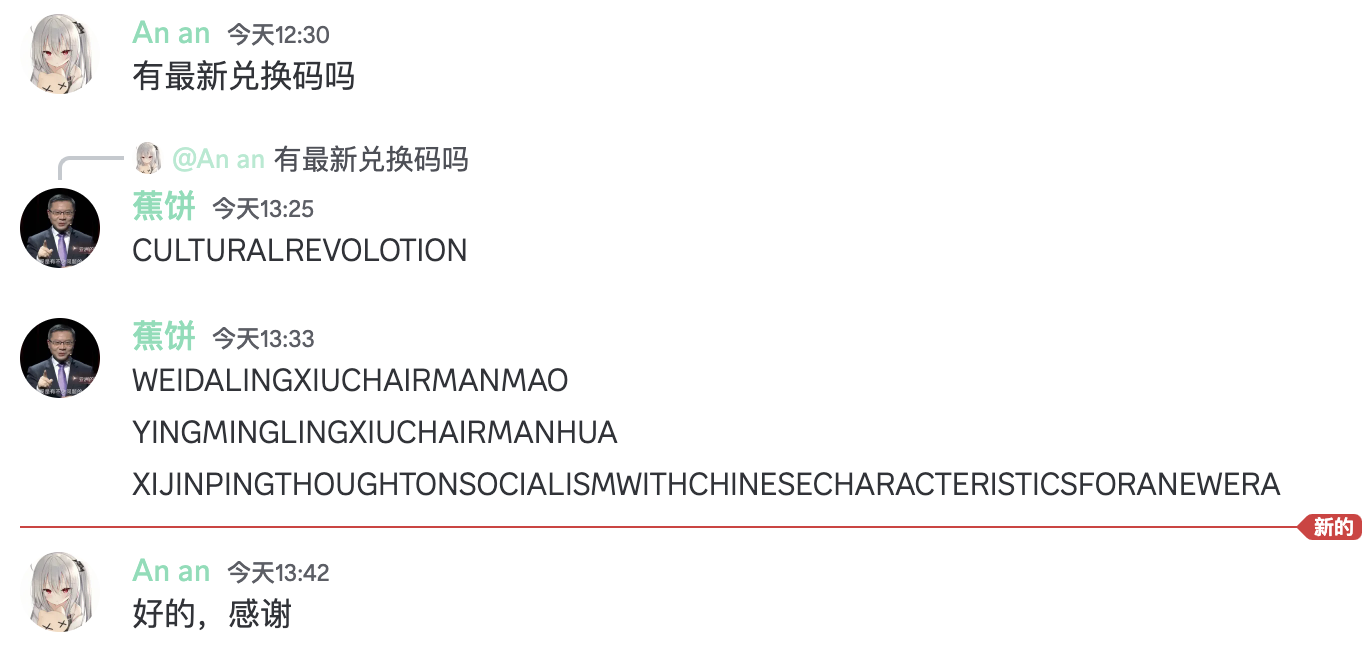 An an 今天12:30
有最新兑换码吗
@An an 有最新兑换码吗
蕉饼 今天13:25
CULTURALREVOLOTION
蕉饼 今天13:33
WEIDALINGXIUCHAIRMANMAO
YINGMINGLINGXIUCHAIRMANHUA
XIJINPINGTHOUGHTONSOCIALISMWITHCHINESECHARACTERISTICSFORANEWERA
新的
An an 今天13:42
好的，感谢